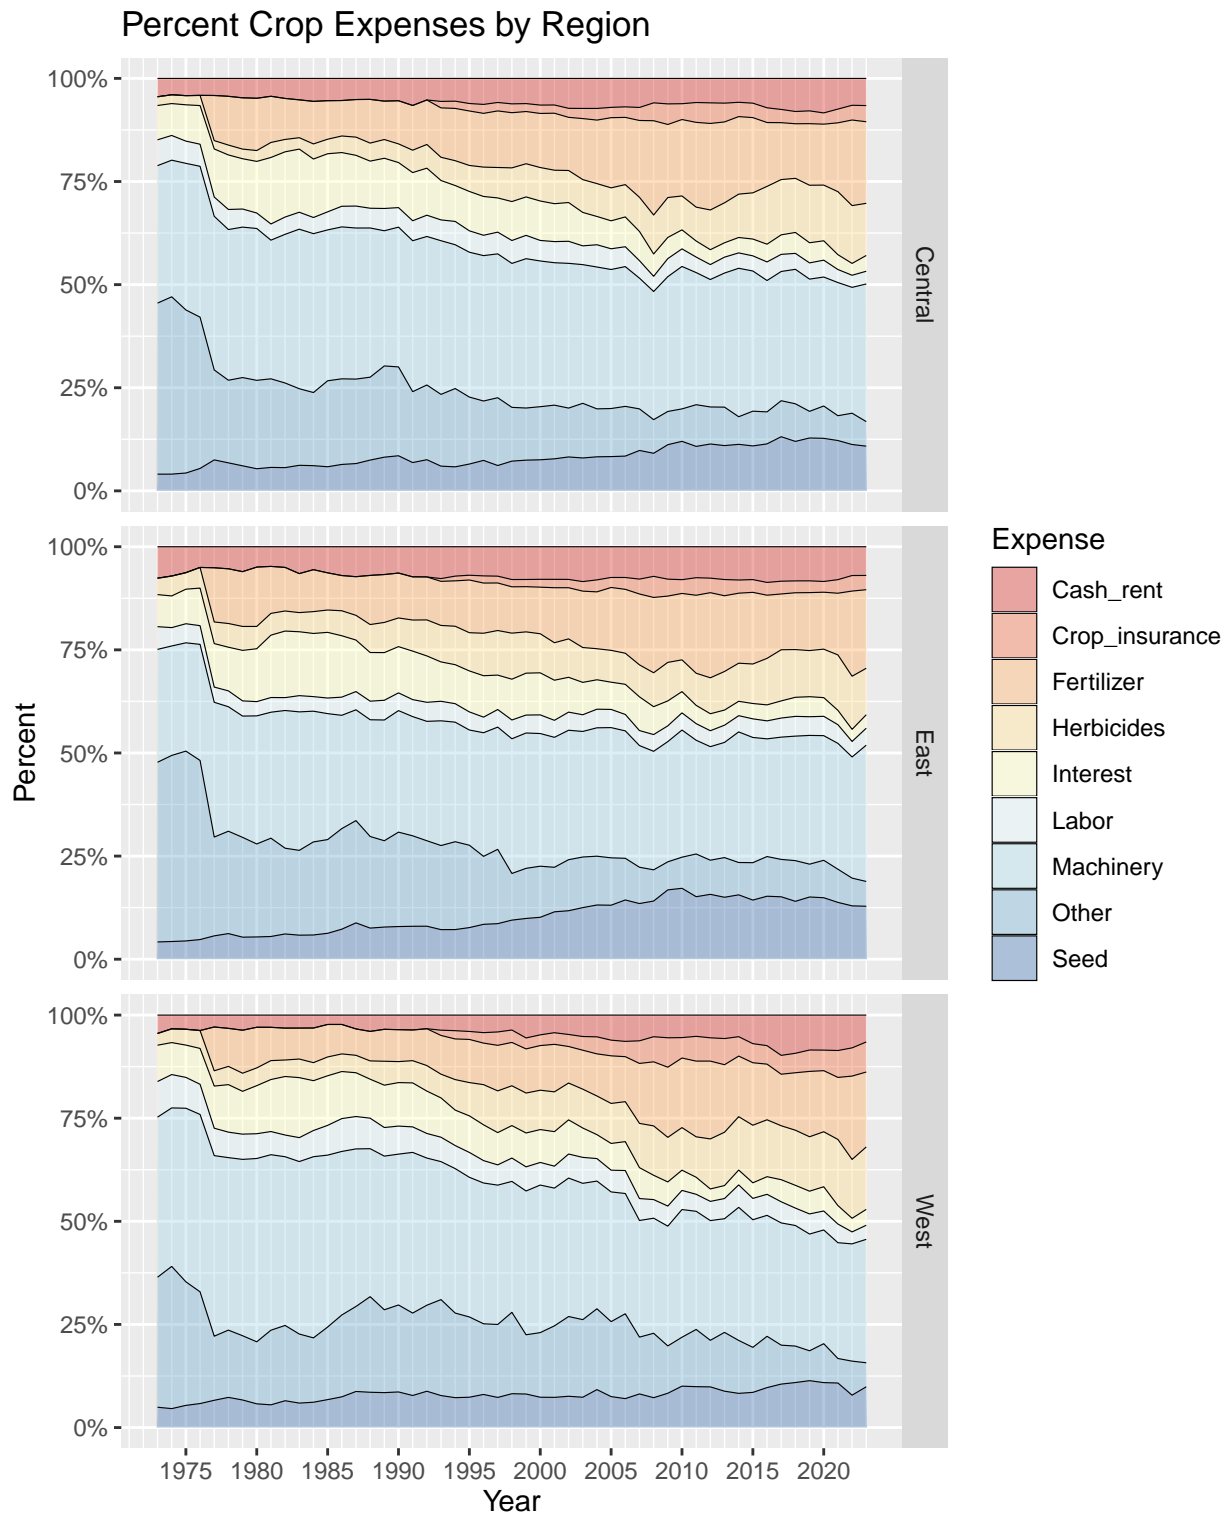 Percent Crop Expenses by Region
100%
75%
50%
25%
0%
Central
100%
75%
50%
25%
0%
East
100%
75%
50%
25%
0%
West
Percent
1975 1980 1985 1990 1995 2000 2005 2010 2015 2020
Year
Expense
Cash_rent
Crop_insurance
Fertilizer
Herbicides
Interest
Labor
Machinery
Other
Seed